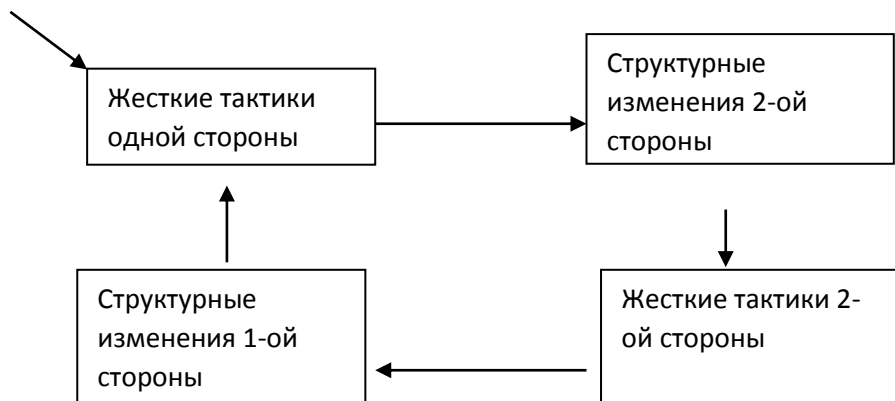 Жесткие тактики
одной стороны
Структурные
изменения 2-ой
стороны
Структурные
изменения 1-ой
стороны
Жесткие тактики 2-
ой стороны